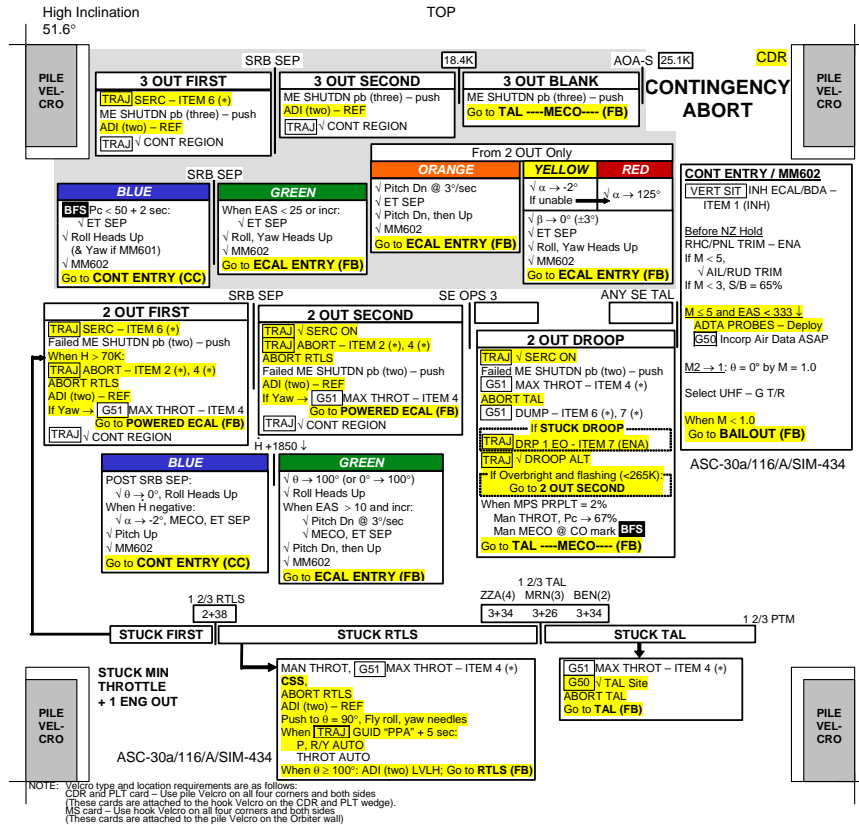 High Inclination
51.6°
TOP
SRB SEP
18.4K
AOA-S
25.1K
CDR
PILE
VEL-
CRO
PILE
VEL-
CRO
CONTINGENCY
ABORT
3 OUT FIRST
TRAJ SERC – ITEM 6 (*)
ME SHUTDN pb (three) – push
ADI (two) – REF
TRAJ √ CONT REGION
3 OUT SECOND
ME SHUTDN pb (three) – push
ADI (two) – REF
TRAJ √ CONT REGION
3 OUT BLANK
ME SHUTDN pb (three) – push
Go to TAL ----MECO---- (FB)
SRB SEP
BLUE
BFS Pc < 50 + 2 sec:
√ ET SEP
√ Roll Heads Up
(& Yaw if MM601)
√ MM602
Go to CONT ENTRY (CC)
GREEN
When EAS < 25 or incr:
√ ET SEP
√ Roll, Yaw Heads Up
√ MM602
Go to ECAL ENTRY (FB)
From 2 OUT Only
ORANGE
√ Pitch Dn @ 3°/sec
√ ET SEP
√ Pitch Dn, then Up
√ MM602
Go to ECAL ENTRY (FB)
YELLOW
√ α → -2°
If unable
RED
√ α → 125°
√ β → 0° (±3°)
√ ET SEP
√ Roll, Yaw Heads Up
√ MM602
Go to ECAL ENTRY (FB)
CONT ENTRY / MM602
VERT SIT INH ECAL/BDA –
ITEM 1 (INH)
Before NZ Hold
RHC/PNL TRIM – ENA
If M < 5,
√ AIL/RUD TRIM
If M < 3, S/B = 65%
M ≤ 5 and EAS < 333 ↓
ADTA PROBES – Deploy
G50 Incorp Air Data ASAP
M2 → 1: θ = 0° by M = 1.0
Select UHF – G T/R
When M < 1.0
Go to BAILOUT (FB)
ASC-30a/116/A/SIM-434
SRB SEP
SE OPS 3
ANY SE TAL
2 OUT FIRST
TRAJ SERC – ITEM 6 (*)
Failed ME SHUTDN pb (two) – push
When H > 70K:
TRAJ ABORT – ITEM 2 (*), 4 (*)
ABORT RTLS
ADI (two) – REF
If Yaw → G51 MAX THROT – ITEM 4
Go to POWERED ECAL (FB)
TRAJ √ CONT REGION
2 OUT SECOND
TRAJ √ SERC ON
TRAJ ABORT – ITEM 2 (*), 4 (*)
ABORT RTLS
Failed ME SHUTDN pb (two) – push
ADI (two) – REF
If Yaw → G51 MAX THROT – ITEM 4
Go to POWERED ECAL (FB)
TRAJ √ CONT REGION
2 OUT DROOP
TRAJ √ SERC ON
Failed ME SHUTDN pb (two) – push
G51 MAX THROT – ITEM 4 (*)
ABORT TAL
G51 DUMP – ITEM 6 (*), 7 (*)
If STUCK DROOP
TRAJ DRP 1 EO - ITEM 7 (ENA)
TRAJ √ DROOP ALT
If Overbright and flashing (<265K):
Go to 2 OUT SECOND
When MPS PRPLT = 2%
Man THROT, Pc → 67%
Man MECO @ CO mark BFS
Go to TAL ----MECO---- (FB)
H +1850 ↓
BLUE
POST SRB SEP:
√ θ → 0°, Roll Heads Up
When Ḣ negative:
√ α → -2°, MECO, ET SEP
√ Pitch Up
√ MM602
Go to CONT ENTRY (CC)
GREEN
√ θ → 100° (or 0° → 100°)
√ Roll Heads Up
When EAS > 10 and incr:
√ Pitch Dn @ 3°/sec
√ MECO, ET SEP
√ Pitch Dn, then Up
√ MM602
Go to ECAL ENTRY (FB)
1 2/3 RTLS
2+38
1 2/3 TAL
ZZA(4) MRN(3) BEN(2)
3+34 3+26 3+34
1 2/3 PTM
STUCK FIRST
STUCK RTLS
STUCK TAL
STUCK MIN
THROTTLE
+ 1 ENG OUT
MAN THROT, G51 MAX THROT – ITEM 4 (*)
CSS,
ABORT RTLS
ADI (two) – REF
Push to θ = 90°, Fly roll, yaw needles
When TRAJ GUID "PPA" + 5 sec:
P, R/Y AUTO
THROT AUTO
When θ ≥ 100°: ADI (two) LVLH; Go to RTLS (FB)
G51 MAX THROT – ITEM 4 (*)
G50 √ TAL Site
ABORT TAL
Go to TAL (FB)
PILE
VEL-
CRO
PILE
VEL-
CRO
ASC-30a/116/A/SIM-434
NOTE: Velcro type and location requirements are as follows:
CDR and PLT card – Use pile Velcro on all four corners and both sides
(These cards are attached to the hook Velcro on the CDR and PLT wedge).
MS card – Use hook Velcro on all four corners and both sides
(These cards are attached to the pile Velcro on the Orbiter wall)